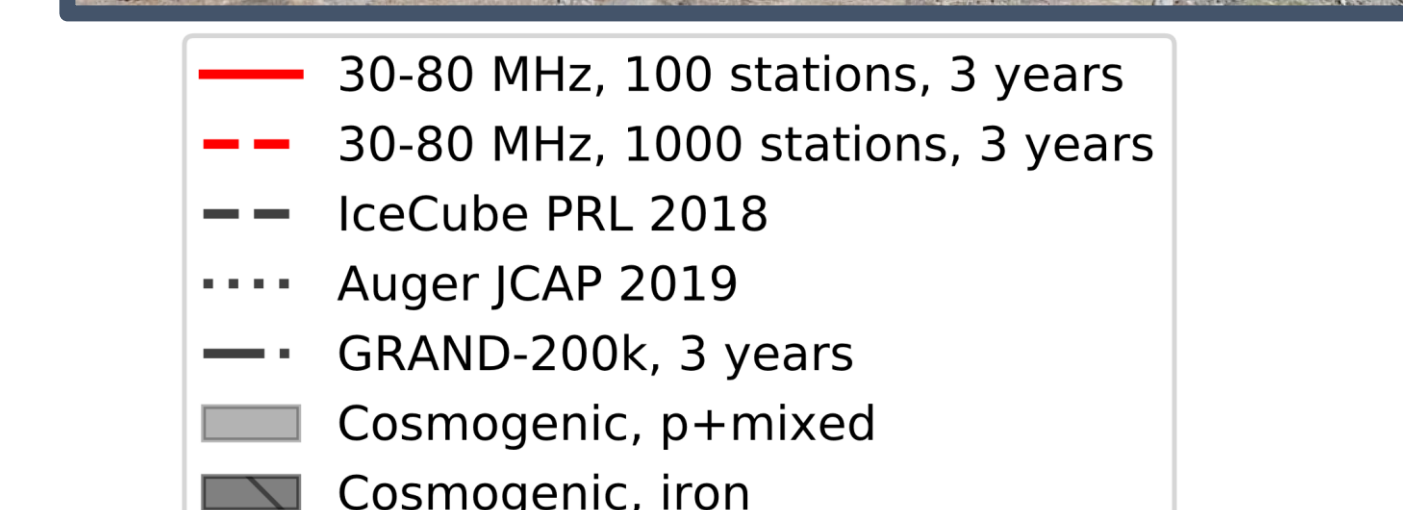 30-80 MHz, 100 stations, 3 years
30-80 MHz, 1000 stations, 3 years
IceCube PRL 2018
Auger JCAP 2019
GRAND-200k, 3 years
Cosmogenic, p+mixed
Cosmogenic, iron